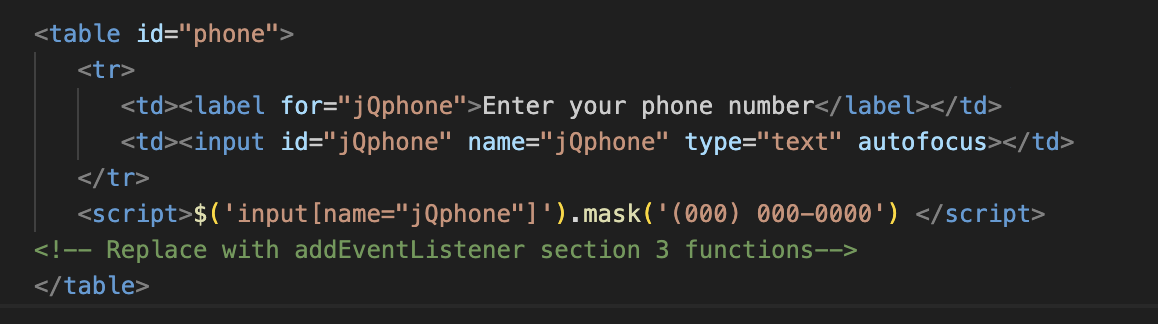 <table id="phone">
<tr>
<td><label for="jQphone">Enter your phone number</label></td>
<td><input id="jQphone" name="jQphone" type="text" autofocus></td>
</tr>
<script>$('input[name="jQphone"]').mask('(000) 000-0000') </script>
<!-- Replace with addEventListener section 3 functions-->
</table>